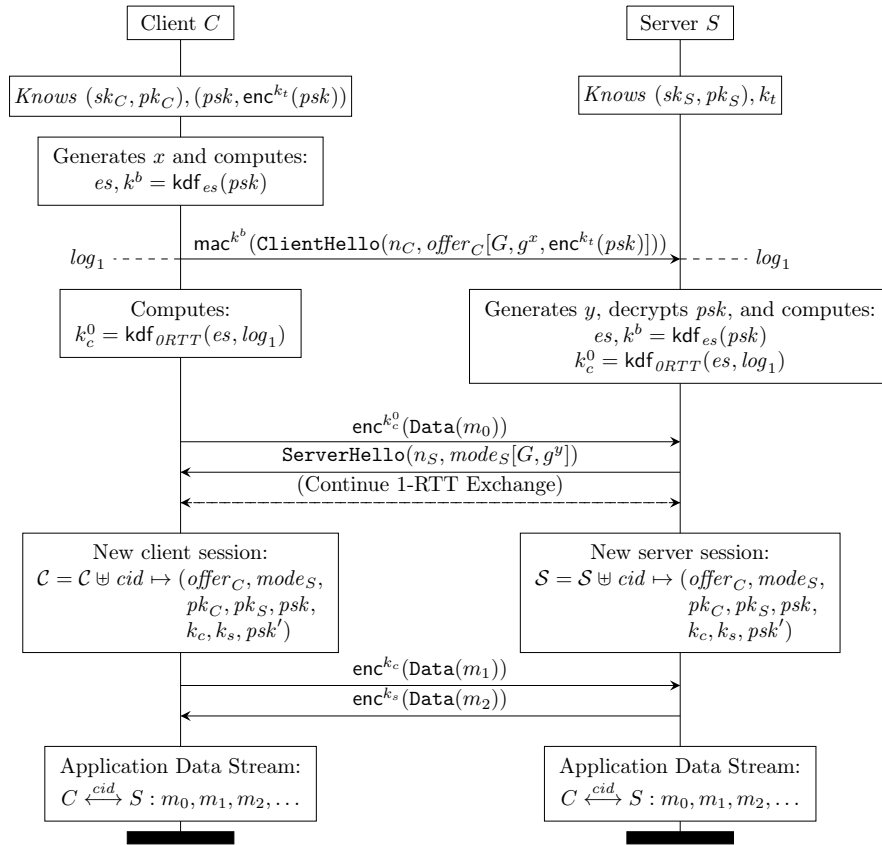 Client C Server S
Knows (sk_C, pk_C), (psk, enc^{k_t}(psk)) Knows (sk_S, pk_S), k_t
Generates x and computes:
es, k^b = kdf_{es}(psk)
mac^{k^b}(ClientHello(n_C, offer_C[G, g^x, enc^{k_t}(psk)]))
log_1 log_1
Computes:
k_c^0 = kdf_{0RTT}(es, log_1)
Generates y, decrypts psk, and computes:
es, k^b = kdf_{es}(psk)
k_c^0 = kdf_{0RTT}(es, log_1)
enc^{k_c^0}(Data(m_0))
ServerHello(n_S, mode_S[G, g^y])
(Continue 1-RTT Exchange)
New client session:
𝒞 = 𝒞 ⊎ cid ↦ (offer_C, mode_S,
pk_C, pk_S, psk,
k_c, k_s, psk′)
New server session:
𝒮 = 𝒮 ⊎ cid ↦ (offer_C, mode_S,
pk_C, pk_S, psk,
k_c, k_s, psk′)
enc^{k_c}(Data(m_1))
enc^{k_s}(Data(m_2))
Application Data Stream:
C ⟷^{cid} S : m_0, m_1, m_2, …
Application Data Stream:
C ⟷^{cid} S : m_0, m_1, m_2, …